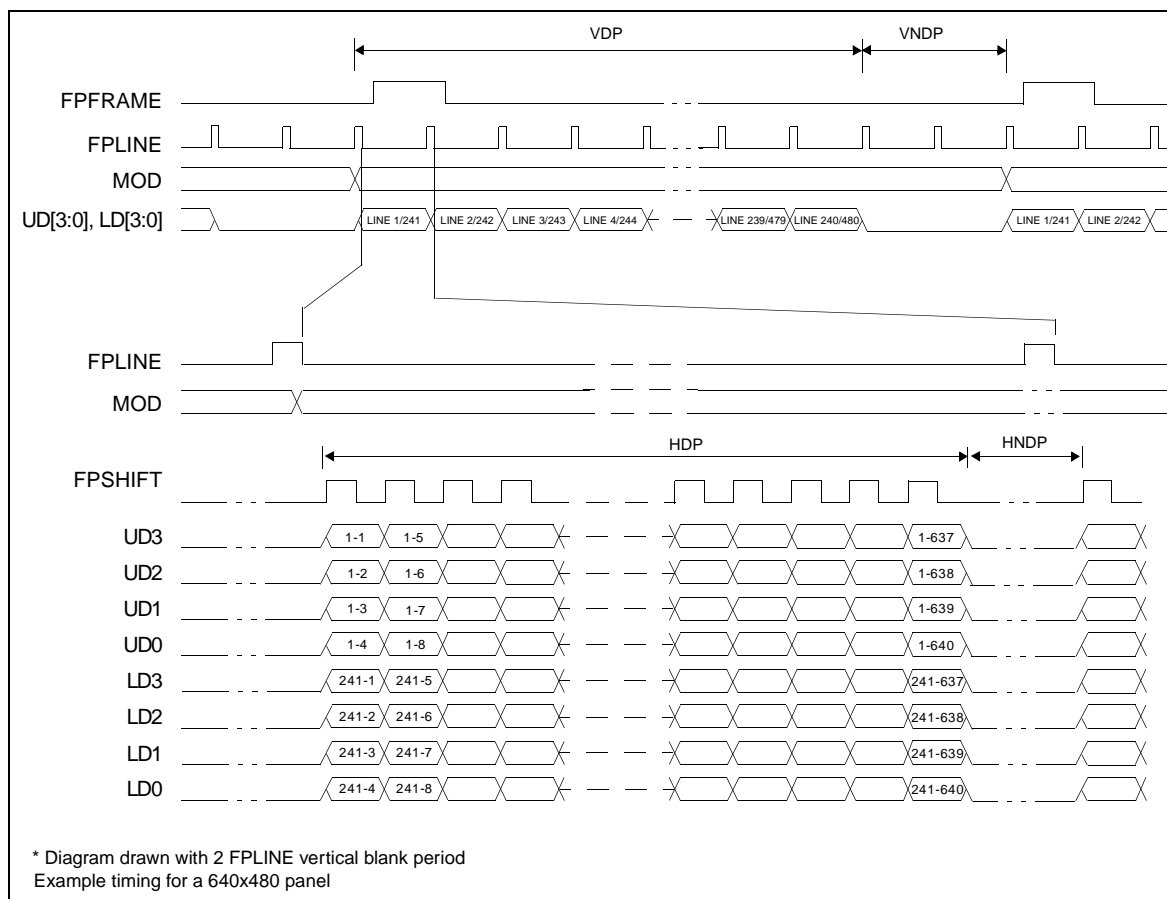 VDP VNDP
FPFRAME
FPLINE
MOD
UD[3:0], LD[3:0] LINE 1/241 LINE 2/242 LINE 3/243 LINE 4/244 LINE 239/479 LINE 240/480 LINE 1/241 LINE 2/242
FPLINE
MOD
HDP HNDP
FPSHIFT
UD3 1-1 1-5 1-637
UD2 1-2 1-6 1-638
UD1 1-3 1-7 1-639
UD0 1-4 1-8 1-640
LD3 241-1 241-5 241-637
LD2 241-2 241-6 241-638
LD1 241-3 241-7 241-639
LD0 241-4 241-8 241-640
* Diagram drawn with 2 FPLINE vertical blank period
Example timing for a 640x480 panel